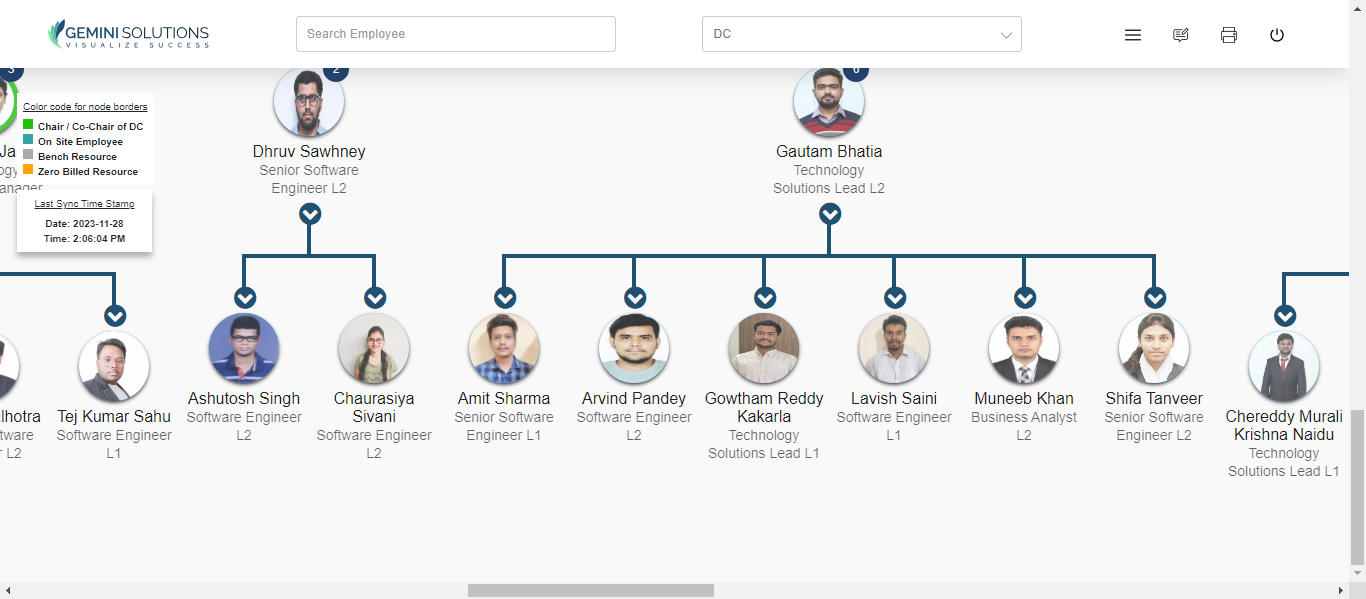 GEMINI SOLUTIONS
VISUALIZE SUCCESS
Search Employee
DC
3
2
6
Color code for node borders
Chair / Co-Chair of DC
On Site Employee
Bench Resource
Zero Billed Resource
Last Sync Time Stamp
Date: 2023-11-28
Time: 2:06:04 PM
Ja
ogy
anager
Dhruv Sawhney
Senior Software
Engineer L2
Gautam Bhatia
Technology
Solutions Lead L2
lhotra
tware
r L2
Tej Kumar Sahu
Software Engineer
L1
Ashutosh Singh
Software Engineer
L2
Chaurasiya
Sivani
Software Engineer
L2
Amit Sharma
Senior Software
Engineer L1
Arvind Pandey
Software Engineer
L2
Gowtham Reddy
Kakarla
Technology
Solutions Lead L1
Lavish Saini
Software Engineer
L1
Muneeb Khan
Business Analyst
L2
Shifa Tanveer
Senior Software
Engineer L2
Chereddy Murali
Krishna Naidu
Technology
Solutions Lead L1